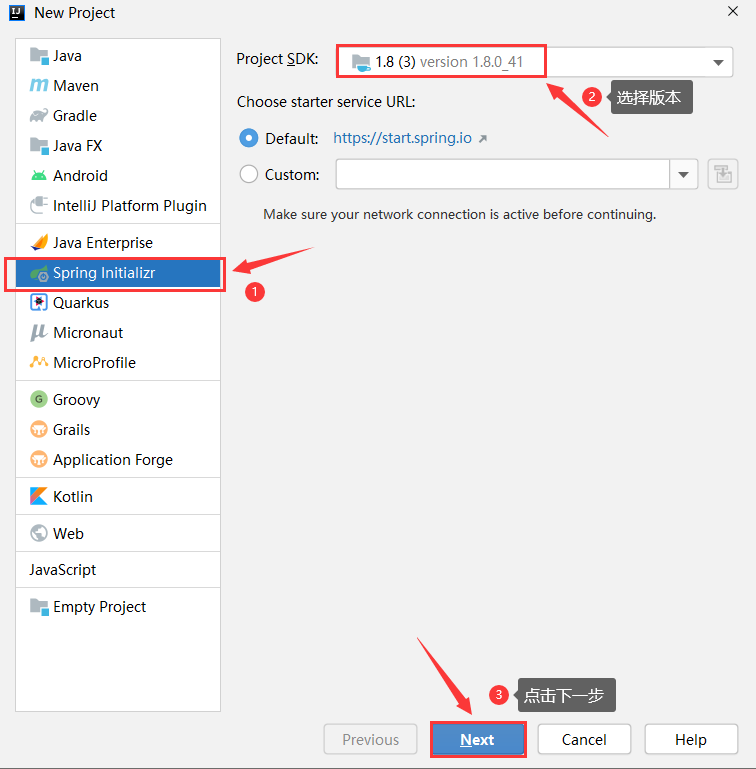 New Project
Java
Maven
Gradle
Java FX
Android
IntelliJ Platform Plugin
Java Enterprise
Spring Initializr
Quarkus
Micronaut
MicroProfile
Groovy
Grails
Application Forge
Kotlin
Web
JavaScript
Empty Project
Project SDK: 1.8 (3) version 1.8.0_41
2 选择版本
Choose starter service URL:
Default: https://start.spring.io
Custom:
Make sure your network connection is active before continuing.
1
3 点击下一步
Previous Next Cancel Help